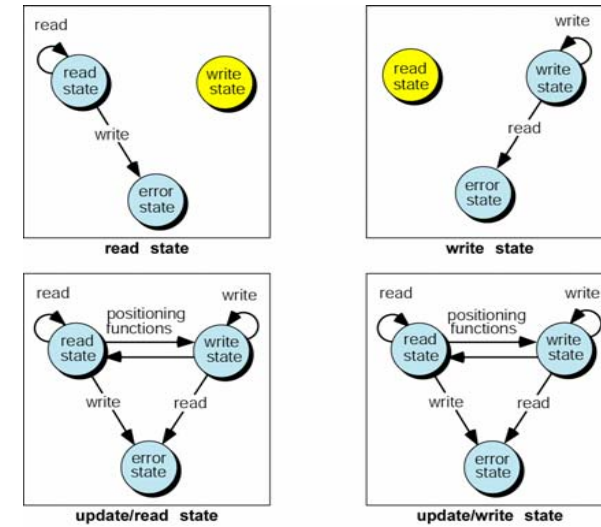 read
read
state
write
state
write
error
state
read state
write
read
state
write
state
read
error
state
write state
read
write
positioning
functions
read
state
write
state
write
read
error
state
update/read state
read
write
positioning
functions
read
state
write
state
write
read
error
state
update/write state